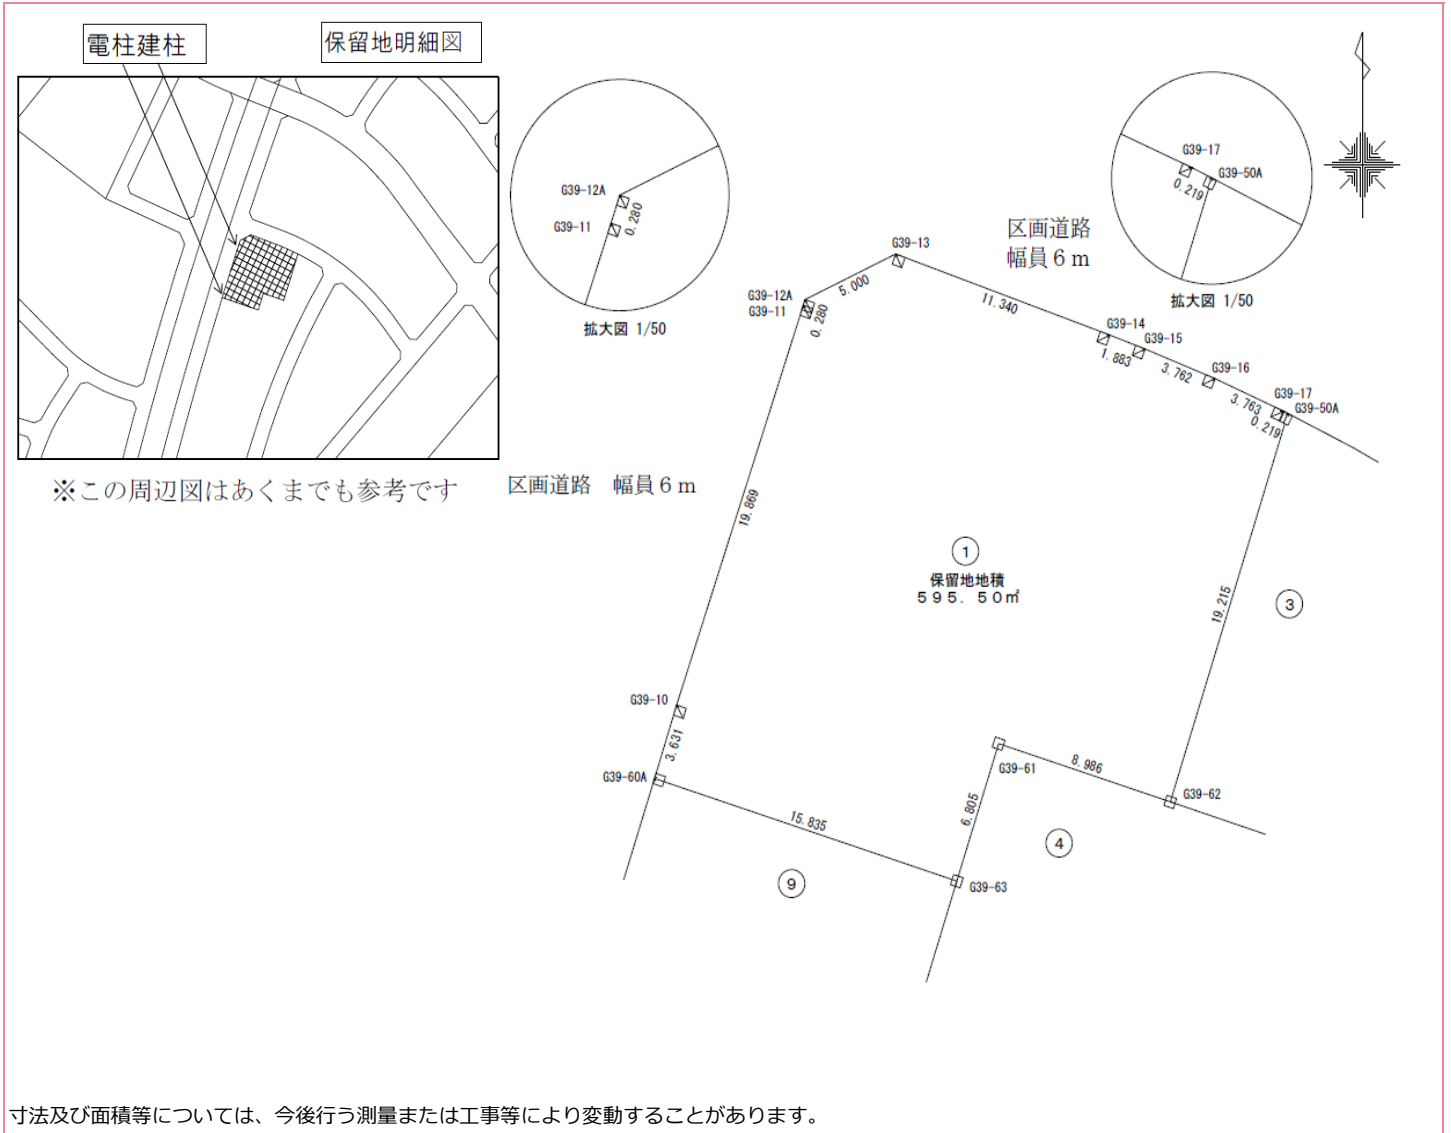 電柱建柱
保留地明細図
※この周辺図はあくまでも参考です
G39-12A
G39-11
0.280
拡大図 1/50
G39-17
G39-50A
0.219
拡大図 1/50
区画道路
幅員６ｍ
区画道路　幅員６ｍ
G39-13
G39-12A
G39-11
5.000
0.280
11.340
G39-14
G39-15
1.883
3.762
G39-16
3.763
G39-17
G39-50A
0.219
19.869
19.215
①
保留地地積
５９５．５０㎡
③
G39-10
3.631
G39-60A
G39-61
8.986
G39-62
6.805
15.835
④
⑨
G39-63
寸法及び面積等については、今後行う測量または工事等により変動することがあります。